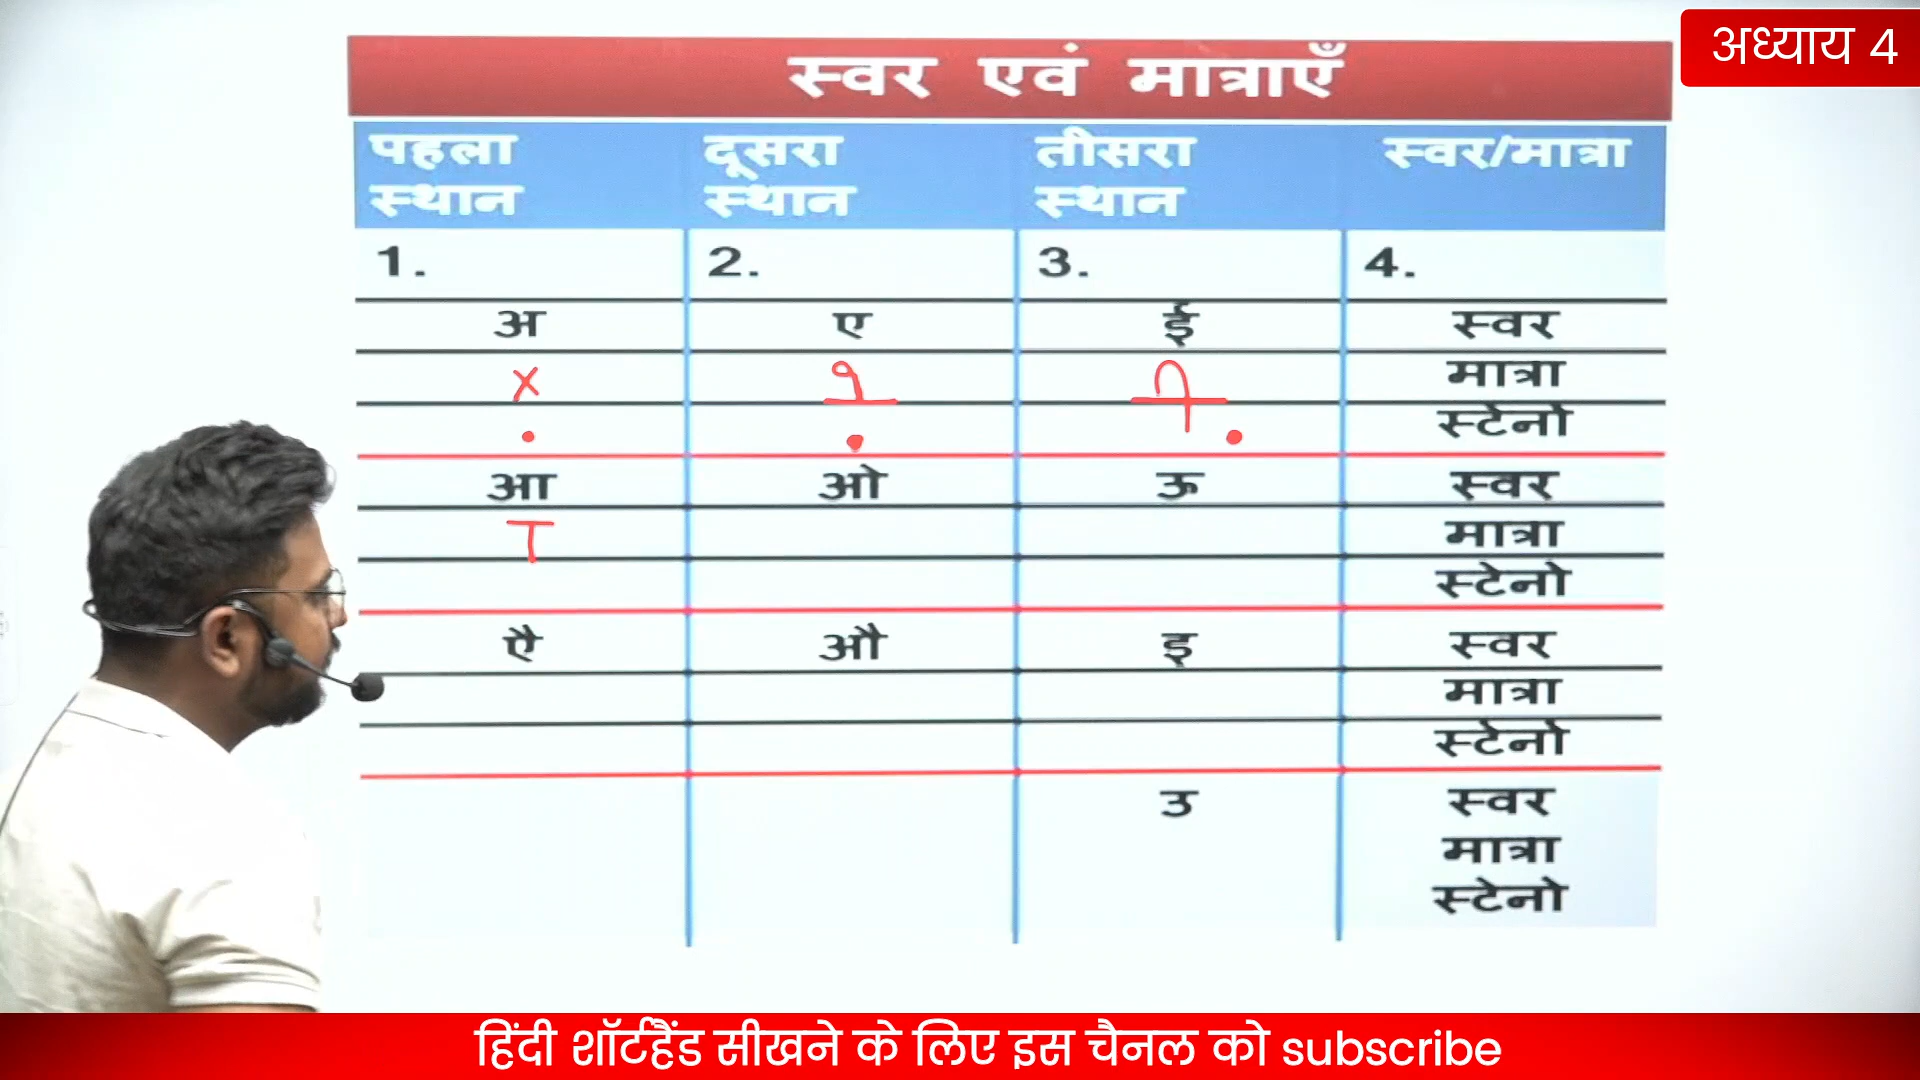 अध्याय 4
स्वर एवं मात्राएँ
पहला स्थान दूसरा स्थान तीसरा स्थान स्वर/मात्रा
1. 2. 3. 4.
अ ए ई स्वर
x े ी मात्रा
. . . स्टेनो
आ ओ ऊ स्वर
ा मात्रा
स्टेनो
ऐ औ इ स्वर
मात्रा
स्टेनो
उ स्वर
मात्रा
स्टेनो
हिंदी शॉर्टहैंड सीखने के लिए इस चैनल को subscribe